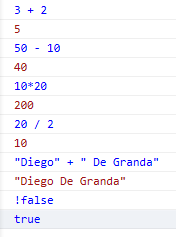 3 + 2
5
50 - 10
40
10*20
200
20 / 2
10
"Diego" + " De Granda"
"Diego De Granda"
!false
true